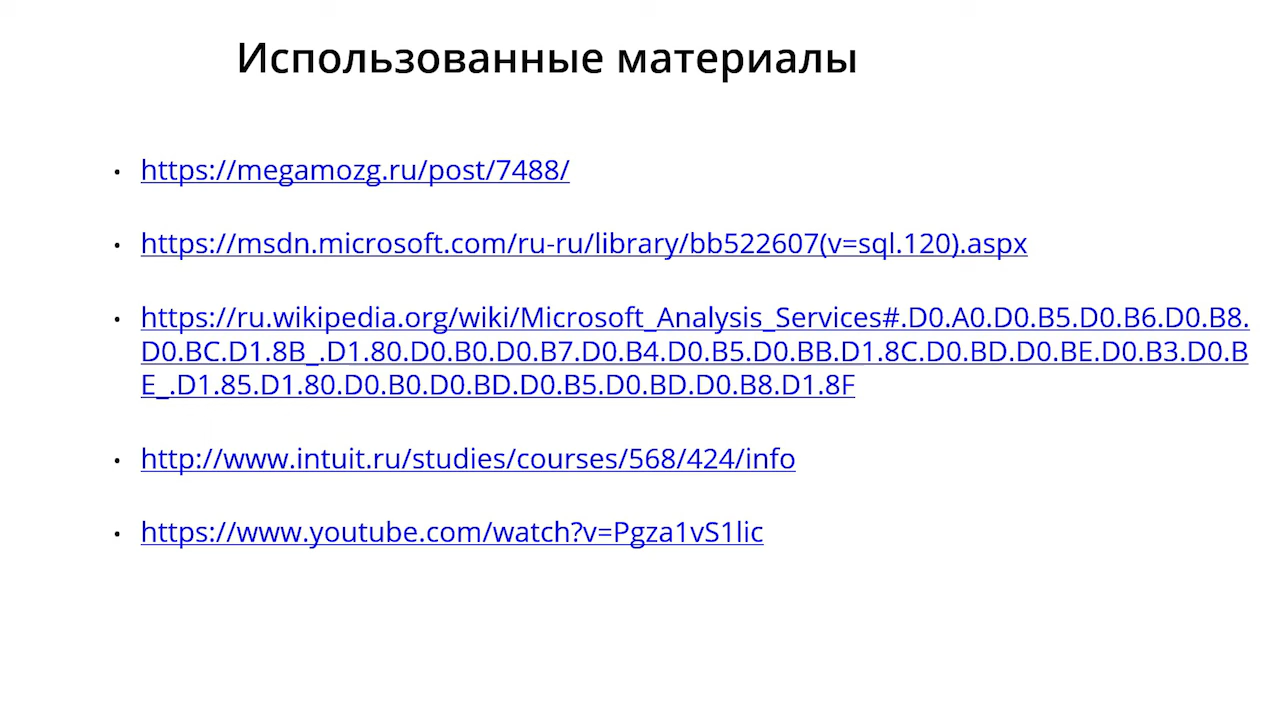 Использованные материалы
• https://megamozg.ru/post/7488/
• https://msdn.microsoft.com/ru-ru/library/bb522607(v=sql.120).aspx
• https://ru.wikipedia.org/wiki/Microsoft_Analysis_Services#.D0.A0.D0.B5.D0.B6.D0.B8.
D0.BC.D1.8B_.D1.80.D0.B0.D0.B7.D0.B4.D0.B5.D0.BB.D1.8C.D0.BD.D0.BE.D0.B3.D0.B
E_.D1.85.D1.80.D0.B0.D0.BD.D0.B5.D0.BD.D0.B8.D1.8F
• http://www.intuit.ru/studies/courses/568/424/info
• https://www.youtube.com/watch?v=Pgza1vS1lic